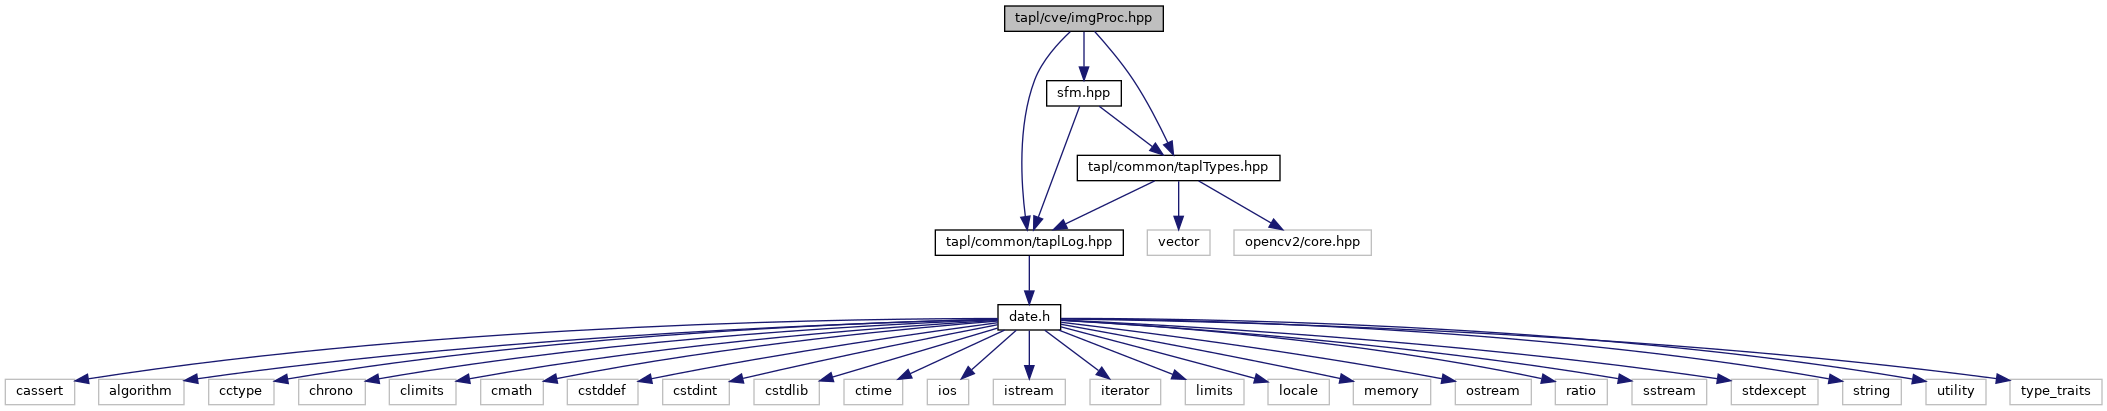 tapl/cve/imgProc.hpp
sfm.hpp
tapl/common/taplTypes.hpp
tapl/common/taplLog.hpp
vector
opencv2/core.hpp
date.h
cassert
algorithm
cctype
chrono
climits
cmath
cstddef
cstdint
cstdlib
ctime
ios
istream
iterator
limits
locale
memory
ostream
ratio
sstream
stdexcept
string
utility
type_traits